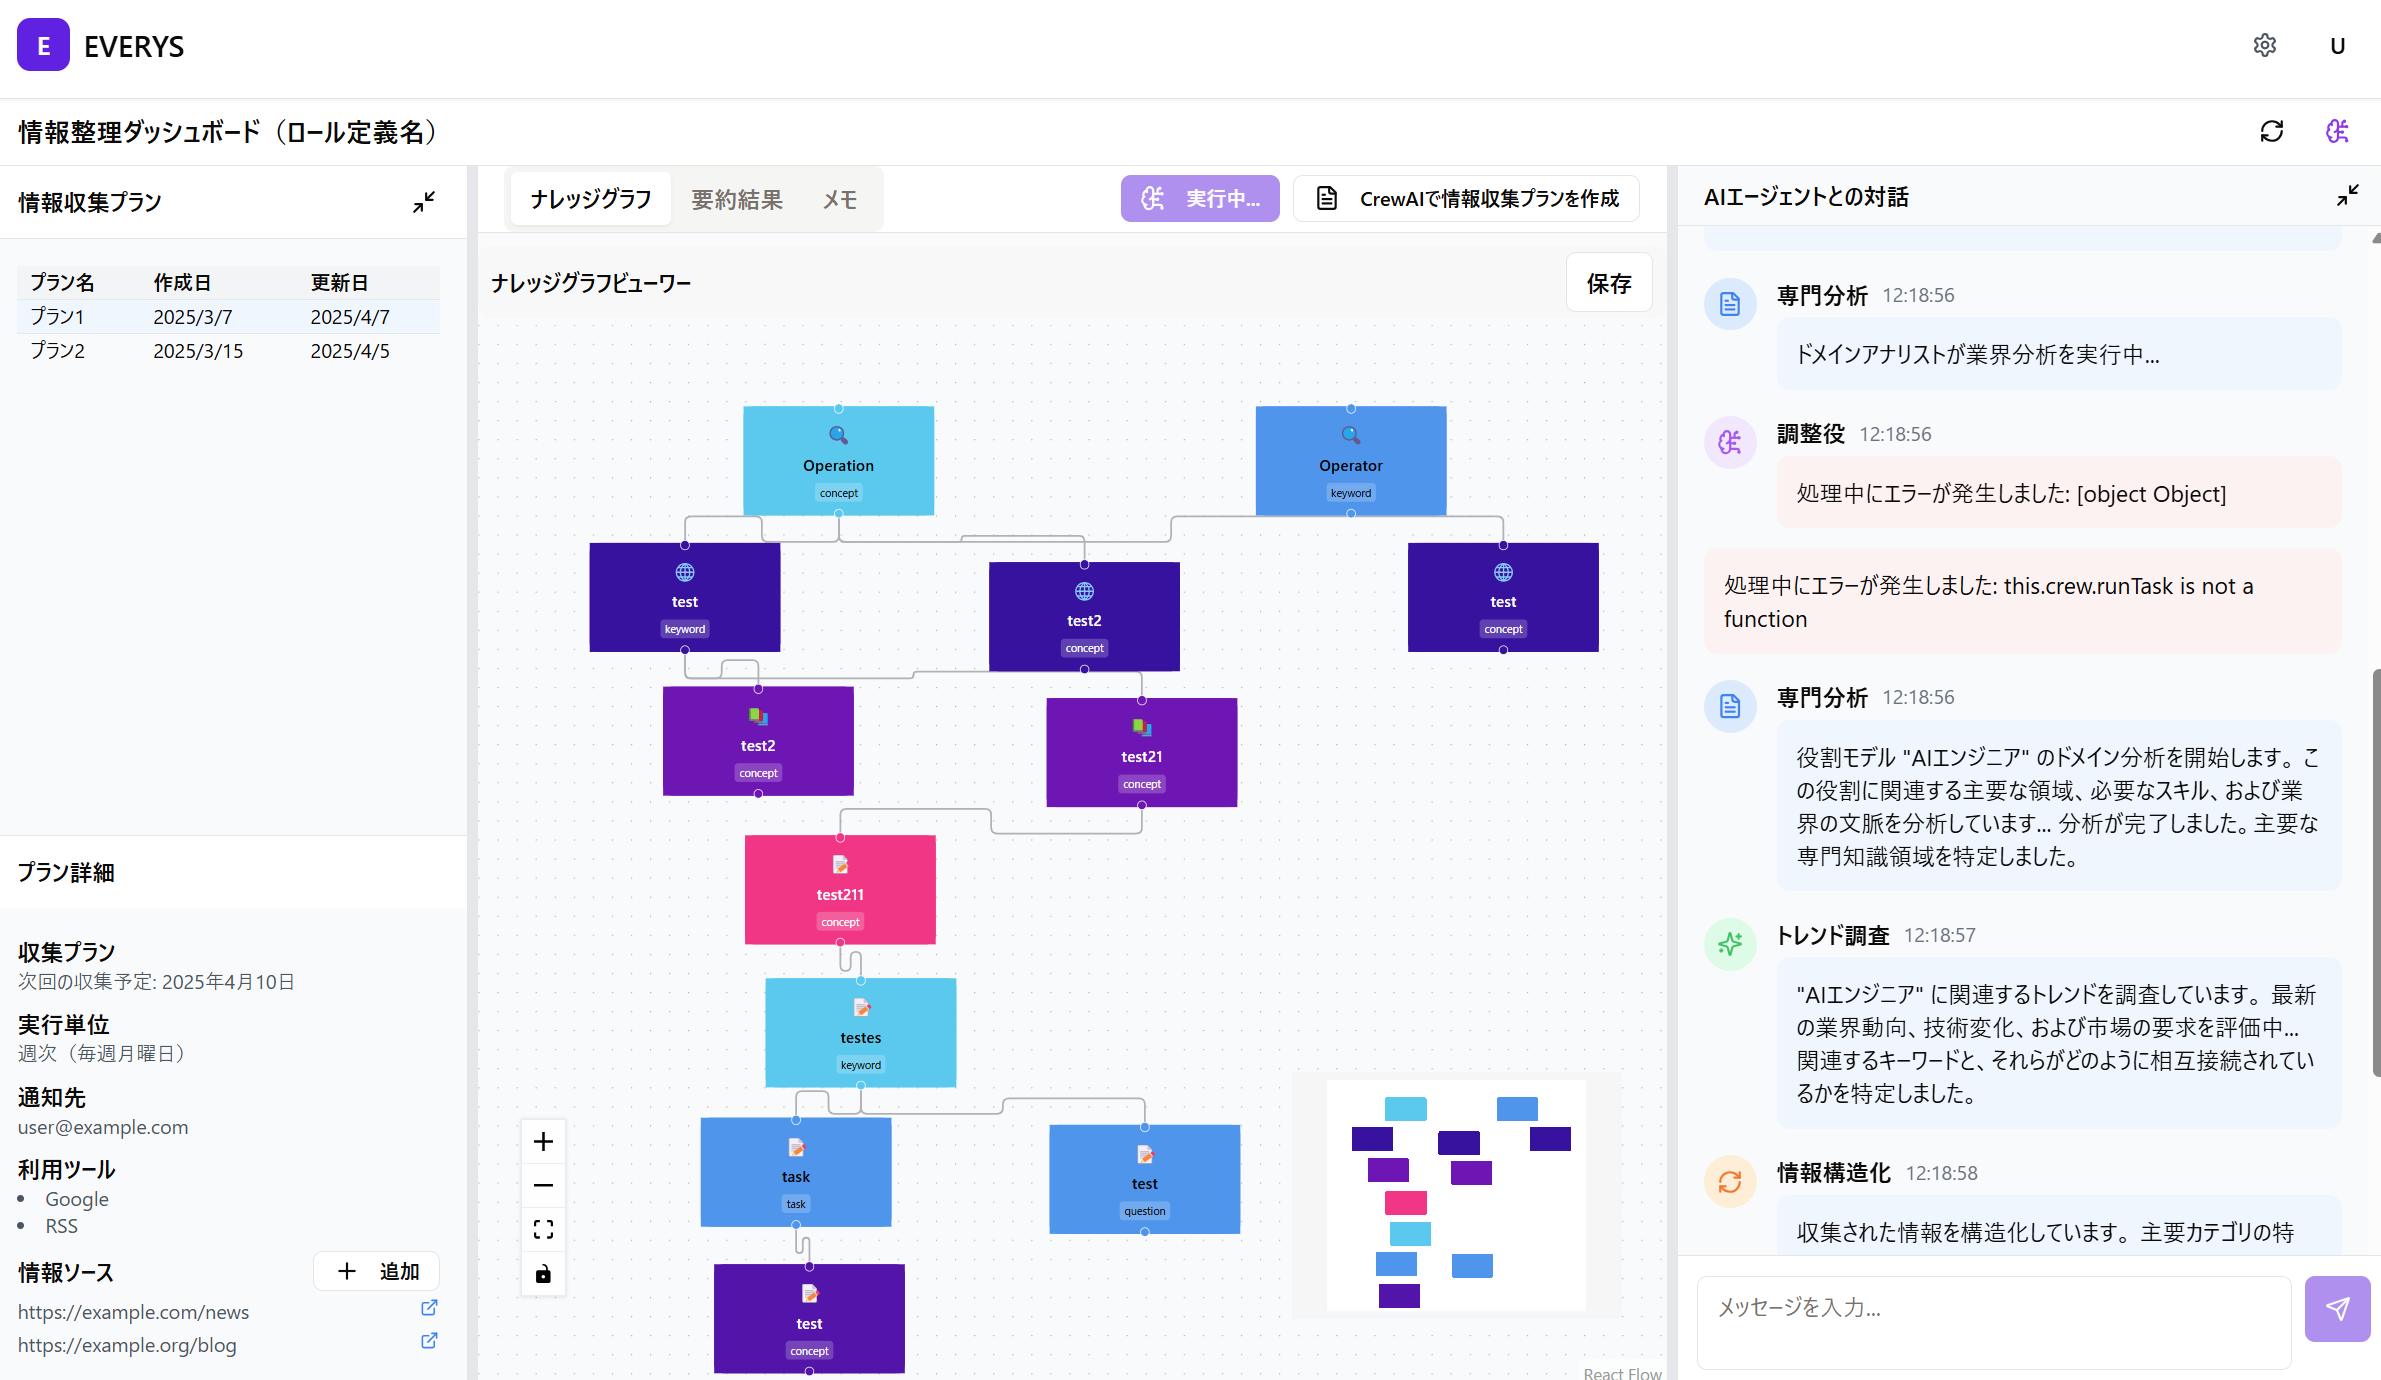 E EVERYS
U
情報整理ダッシュボード（ロール定義名）
情報収集プラン
プラン名 作成日 更新日
プラン1 2025/3/7 2025/4/7
プラン2 2025/3/15 2025/4/5
プラン詳細
収集プラン
次回の収集予定: 2025年4月10日
実行単位
週次（毎週月曜日）
通知先
user@example.com
利用ツール
• Google
• RSS
情報ソース
+ 追加
https://example.com/news
https://example.org/blog
ナレッジグラフ 要約結果 メモ
実行中...
CrewAIで情報収集プランを作成
ナレッジグラフビューワー
保存
Operation
concept
Operator
keyword
test
keyword
test2
concept
test
concept
test2
concept
test21
concept
test211
concept
testes
keyword
task
task
test
question
test
concept
React Flow
AIエージェントとの対話
専門分析 12:18:56
ドメインアナリストが業界分析を実行中...
調整役 12:18:56
処理中にエラーが発生しました: [object Object]
処理中にエラーが発生しました: this.crew.runTask is not a
function
専門分析 12:18:56
役割モデル "AIエンジニア" のドメイン分析を開始します。こ
の役割に関連する主要な領域、必要なスキル、および業
界の文脈を分析しています... 分析が完了しました。主要な
専門知識領域を特定しました。
トレンド調査 12:18:57
"AIエンジニア" に関連するトレンドを調査しています。最新
の業界動向、技術変化、および市場の要求を評価中...
関連するキーワードと、それらがどのように相互接続されてい
るかを特定しました。
情報構造化 12:18:58
収集された情報を構造化しています。主要カテゴリの特
メッセージを入力...